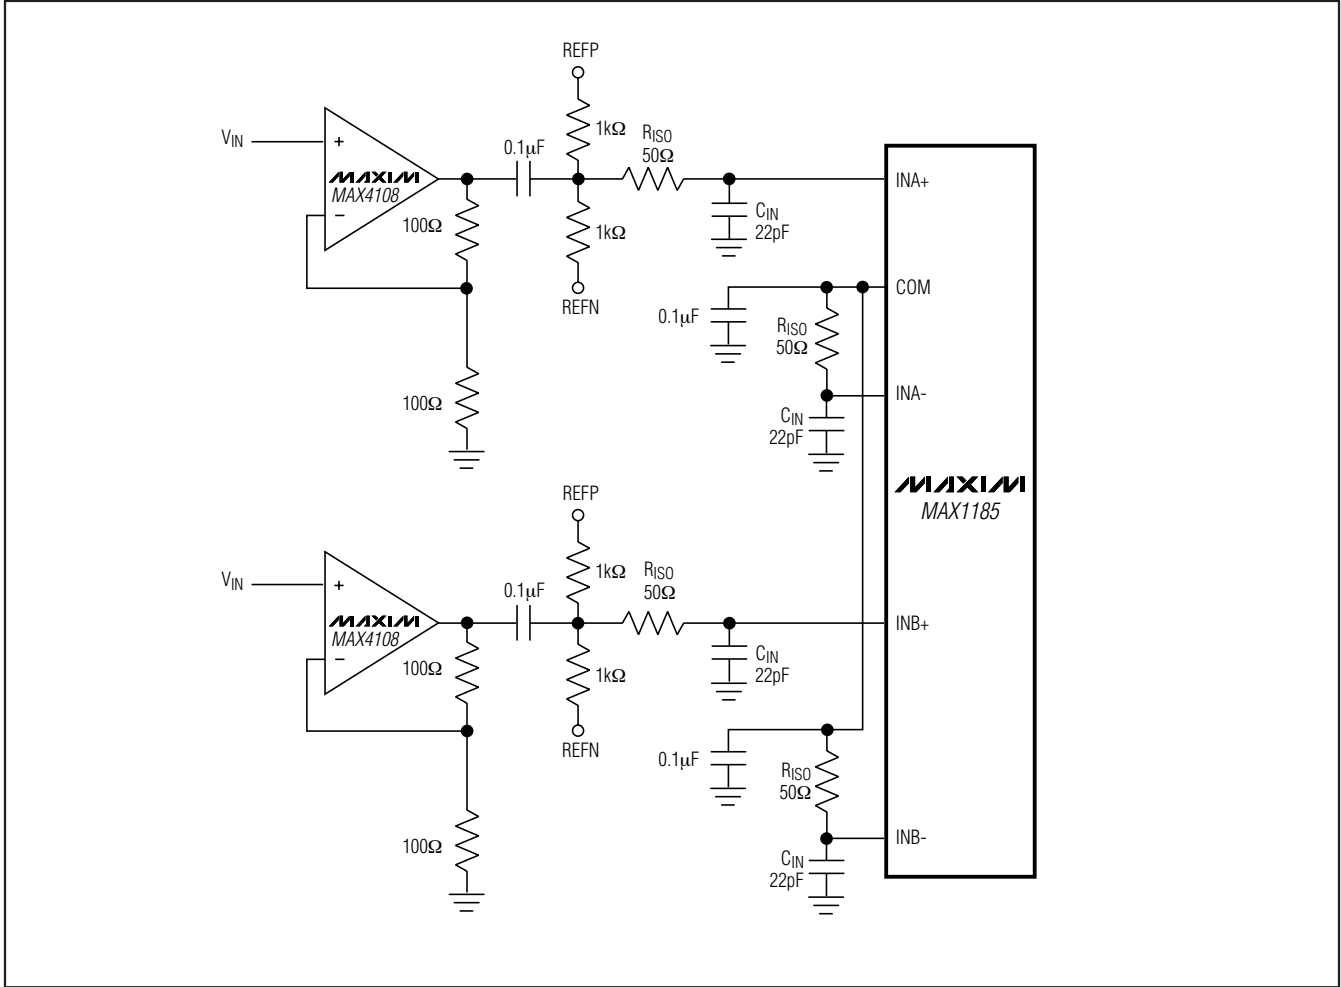 REFP
VIN
+
MAXIM
MAX4108
−
0.1μF
1kΩ
RISO
50Ω
INA+
100Ω
1kΩ
CIN
22pF
REFN
COM
0.1μF
RISO
50Ω
100Ω
INA-
CIN
22pF
MAXIM
MAX1185
REFP
VIN
+
MAXIM
MAX4108
−
0.1μF
1kΩ
RISO
50Ω
INB+
100Ω
1kΩ
CIN
22pF
REFN
0.1μF
RISO
50Ω
100Ω
INB-
CIN
22pF